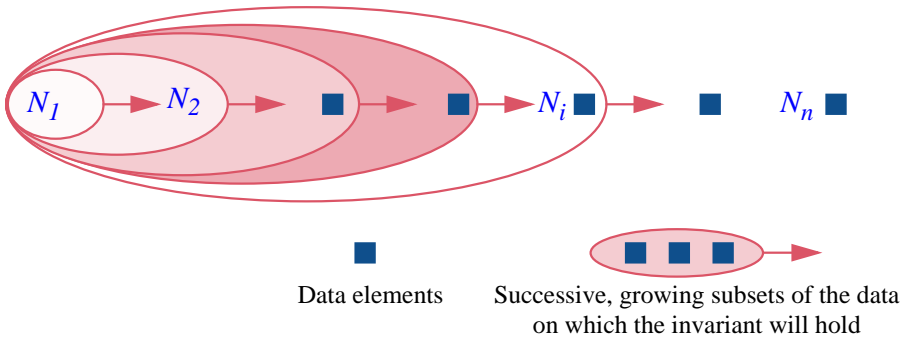 N1 N2 Ni Nn
Data elements
Successive, growing subsets of the data
on which the invariant will hold